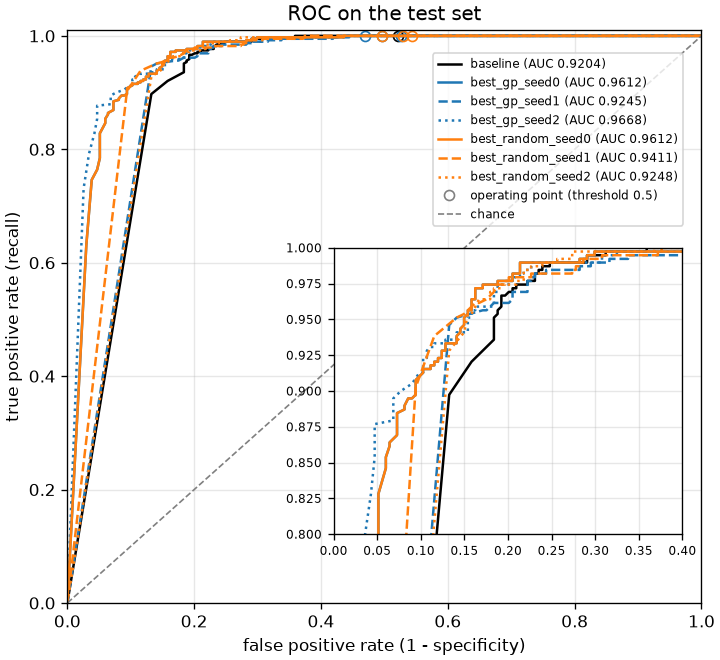 ROC on the test set
1.0
0.8
0.6
0.4
0.2
0.0
0.0
0.2
0.4
0.6
0.8
1.0
true positive rate (recall)
false positive rate (1 - specificity)
baseline (AUC 0.9204)
best_gp_seed0 (AUC 0.9612)
best_gp_seed1 (AUC 0.9245)
best_gp_seed2 (AUC 0.9668)
best_random_seed0 (AUC 0.9612)
best_random_seed1 (AUC 0.9411)
best_random_seed2 (AUC 0.9248)
operating point (threshold 0.5)
chance
1.000
0.975
0.950
0.925
0.900
0.875
0.850
0.825
0.800
0.00
0.05
0.10
0.15
0.20
0.25
0.30
0.35
0.40